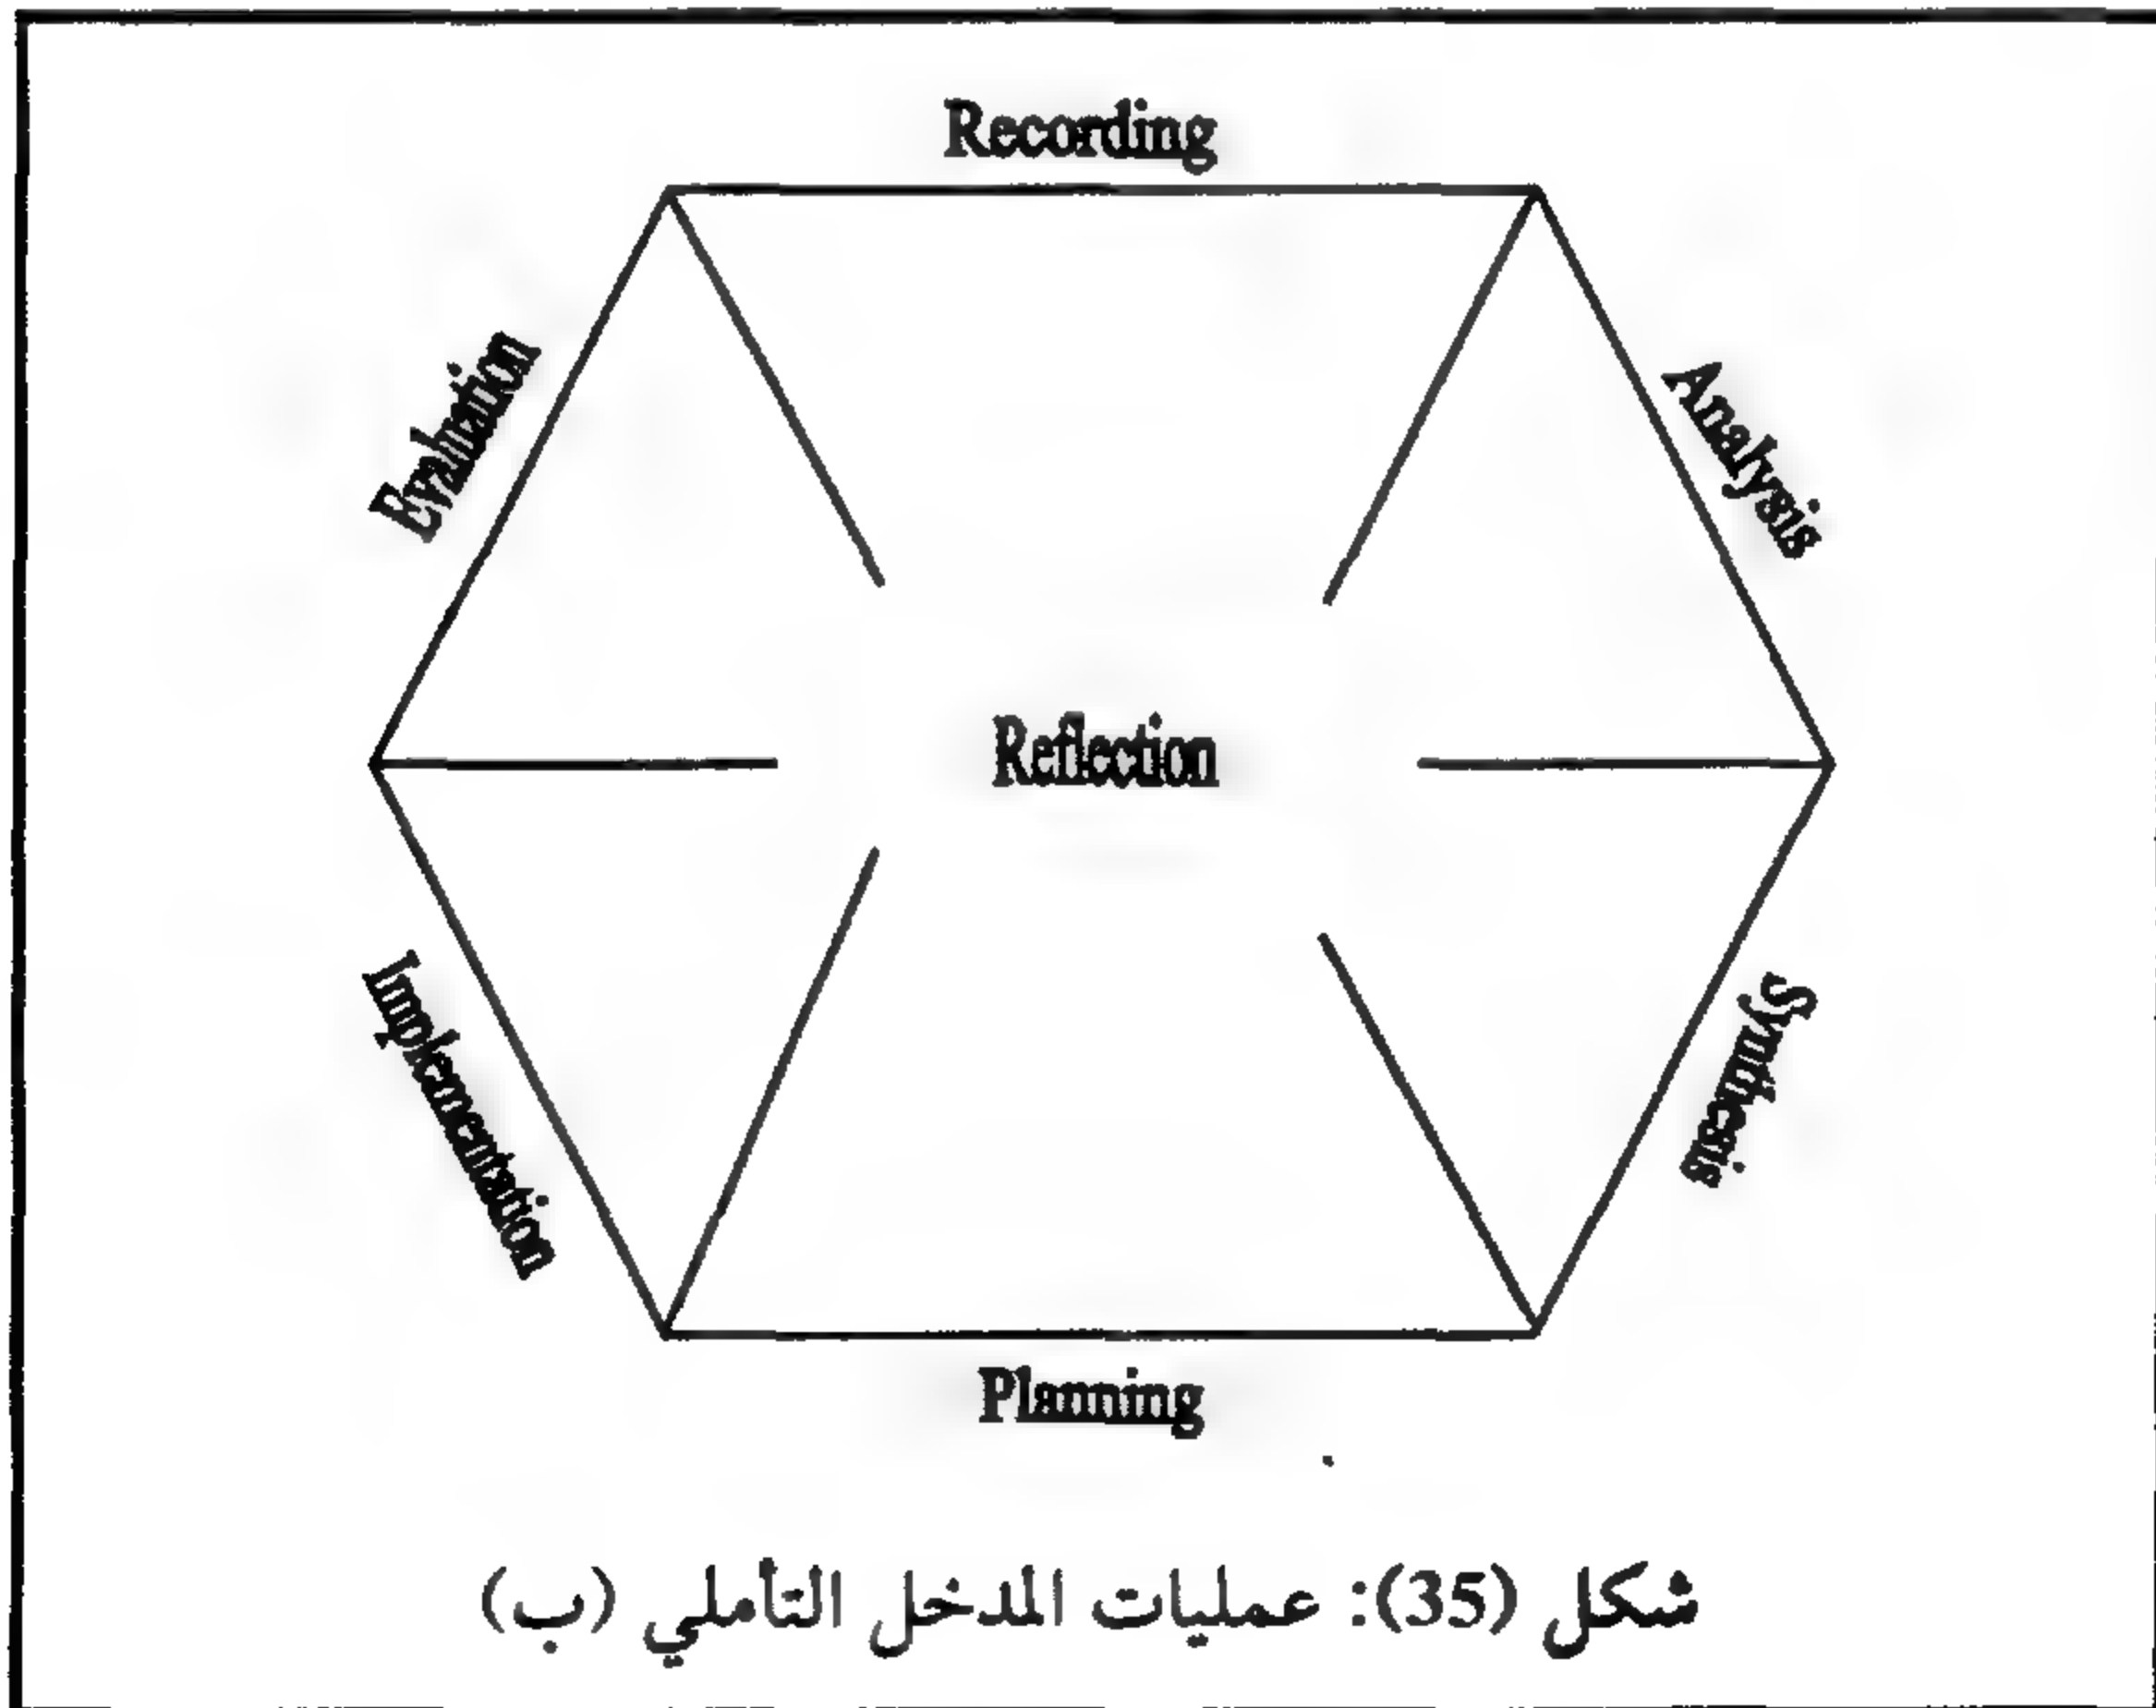 Recording
Evaluation
Analysis
Reflection
Implementation
Synthesis
Planning
شكل (35): عمليات المدخل التأملي (ب)